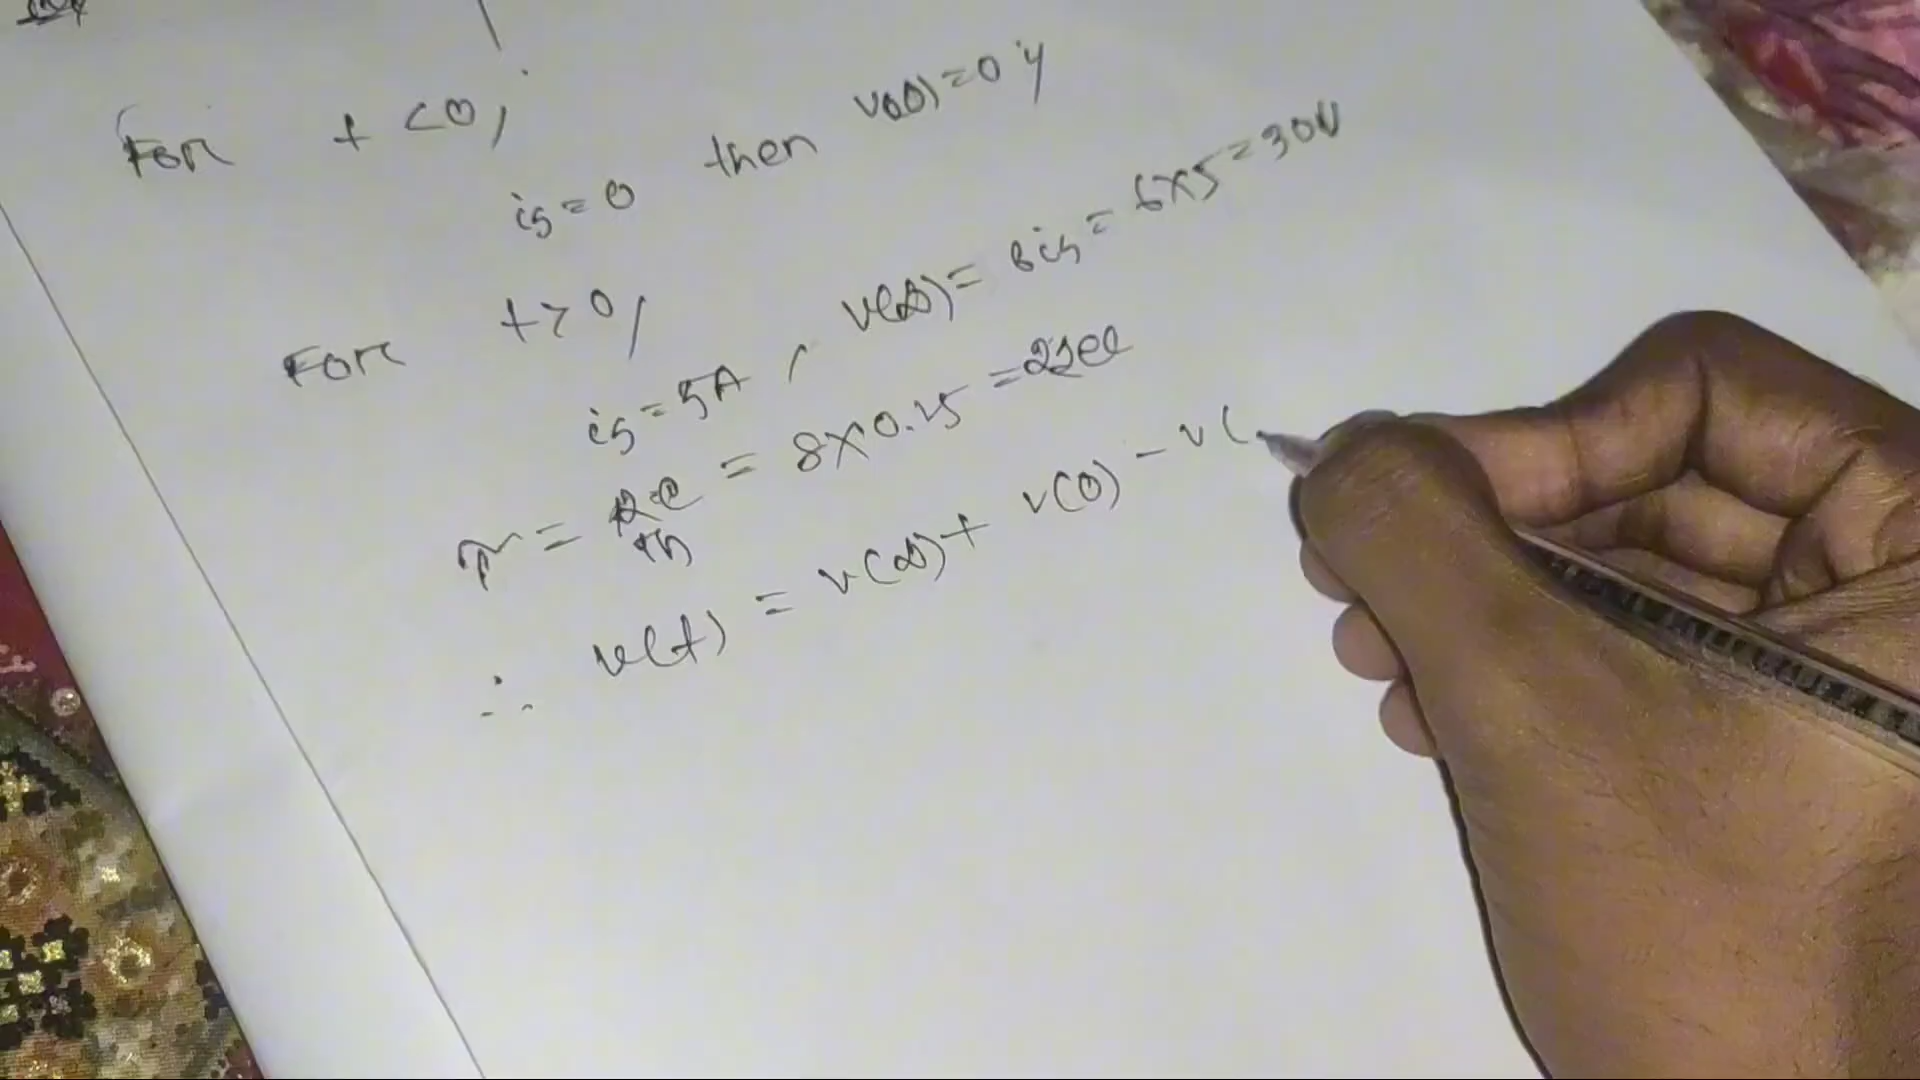 For t <0,
is = 0 then v(0) = 0 V
For t > 0,
is = 5A, v(∞) = 6is = 6×5 = 30V
τ = R_th C = 8×0.25 = 2sec
∴ v(t) = v(∞) + v(0) - v(